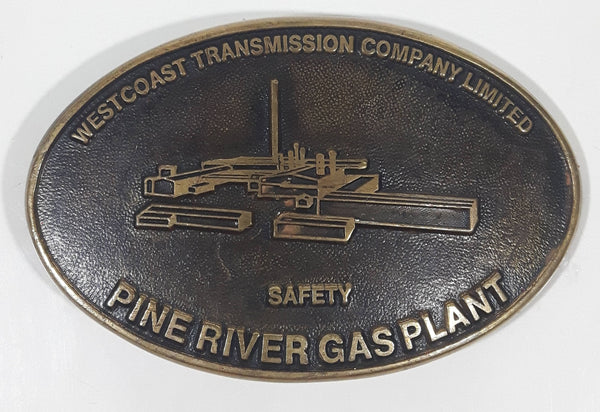 WESTCOAST TRANSMISSION COMPANY LIMITED
SAFETY
PINE RIVER GAS PLANT